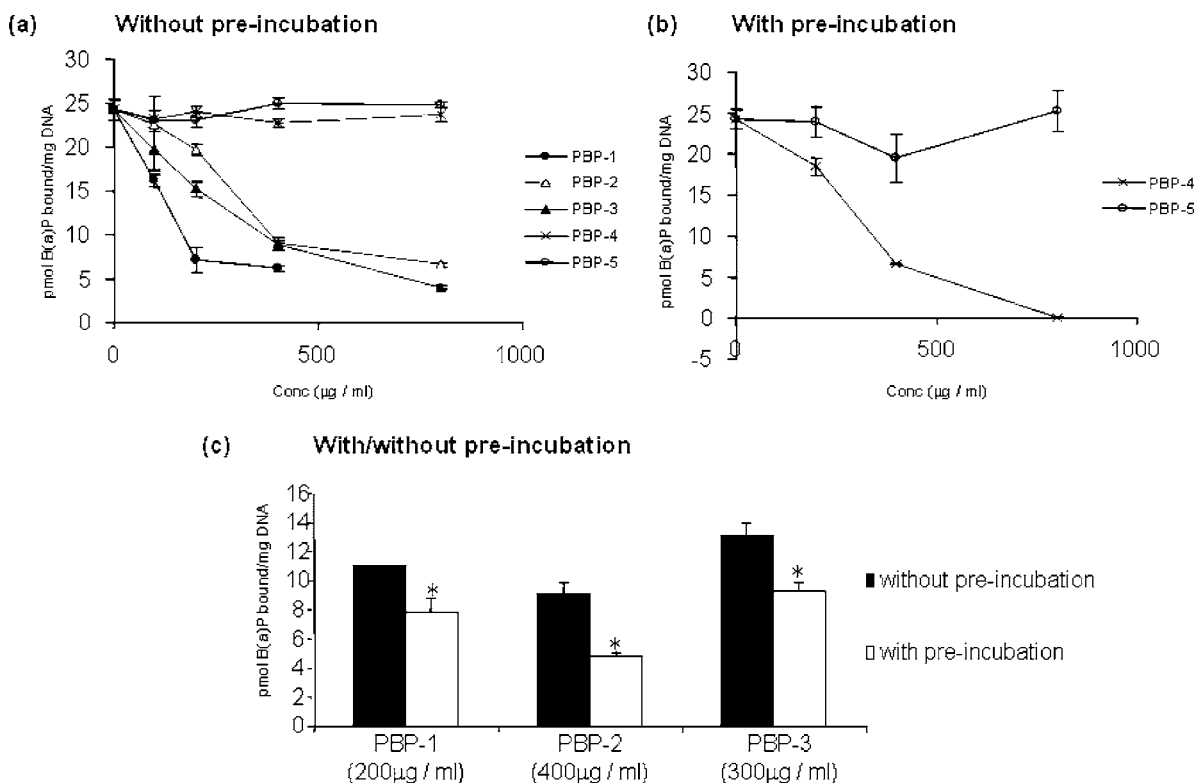 (a) Without pre-incubation
30
25
20
15
10
5
0
0 500 1000
pmol B(a)P bound/mg DNA
Conc (µg / ml)
PBP-1
PBP-2
PBP-3
PBP-4
PBP-5
(b) With pre-incubation
30
25
20
15
10
5
0
-5
0 500 1000
pmol B(a)P bound/mg DNA
Conc (µg / ml)
PBP-4
PBP-5
(c) With/without pre-incubation
16
14
12
10
8
6
4
2
0
pmol B(a)P bound/mg DNA
* * *
PBP-1 PBP-2 PBP-3
(200µg / ml) (400µg / ml) (300µg / ml)
without pre-incubation
with pre-incubation